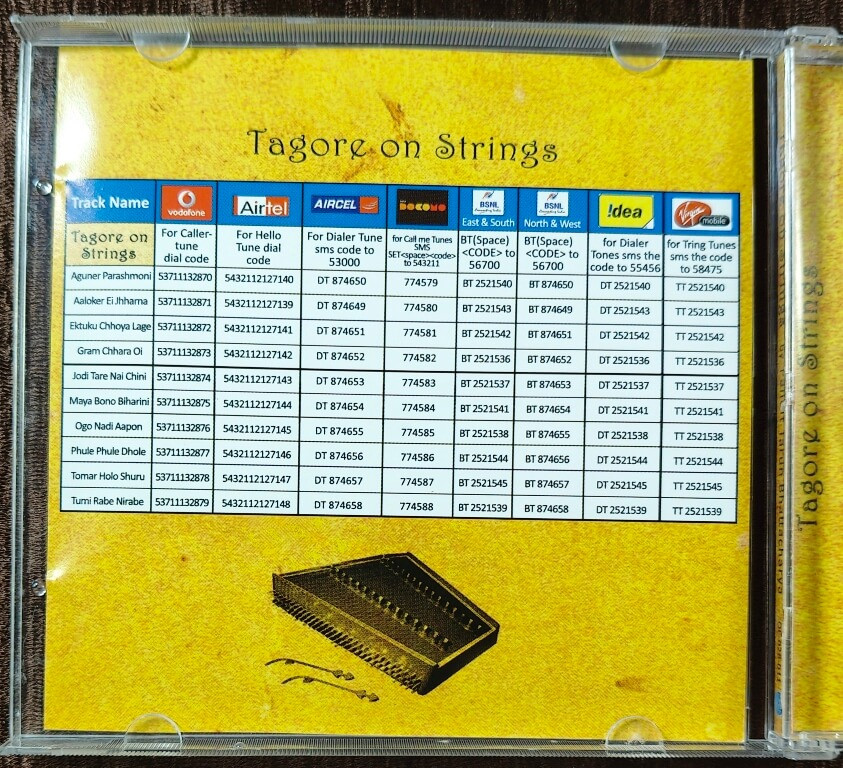 Tagore on Strings
Track Name vodafone Airtel AIRCEL DOCOMO BSNL East & South BSNL North & West !dea Virgin mobile
Tagore on Strings For Caller-tune dial code For Hello Tune dial code For Dialer Tune sms code to 53000 for Call me Tunes SMS SET<space><code> to 543211 BT(Space) <CODE> to 56700 BT(Space) <CODE> to 56700 for Dialer Tones sms the code to 55456 for Tring Tunes sms the code to 58475
Aguner Parashmoni 53711132870 5432112127140 DT 874650 774579 BT 2521540 BT 874650 DT 2521540 TT 2521540
Aaloker Ei Jhharna 53711132871 5432112127139 DT 874649 774580 BT 2521543 BT 874649 DT 2521543 TT 2521543
Ektuku Chhoya Lage 53711132872 5432112127141 DT 874651 774581 BT 2521542 BT 874651 DT 2521542 TT 2521542
Gram Chhara Oi 53711132873 5432112127142 DT 874652 774582 BT 2521536 BT 874652 DT 2521536 TT 2521536
Jodi Tare Nai Chini 53711132874 5432112127143 DT 874653 774583 BT 2521537 BT 874653 DT 2521537 TT 2521537
Maya Bono Biharini 53711132875 5432112127144 DT 874654 774584 BT 2521541 BT 874654 DT 2521541 TT 2521541
Ogo Nadi Aapon 53711132876 5432112127145 DT 874655 774585 BT 2521538 BT 874655 DT 2521538 TT 2521538
Phule Phule Dhole 53711132877 5432112127146 DT 874656 774586 BT 2521544 BT 874656 DT 2521544 TT 2521544
Tomar Holo Shuru 53711132878 5432112127147 DT 874657 774587 BT 2521545 BT 874657 DT 2521545 TT 2521545
Tumi Rabe Nirabe 53711132879 5432112127148 DT 874658 774588 BT 2521539 BT 874658 DT 2521539 TT 2521539
Tagore on Strings